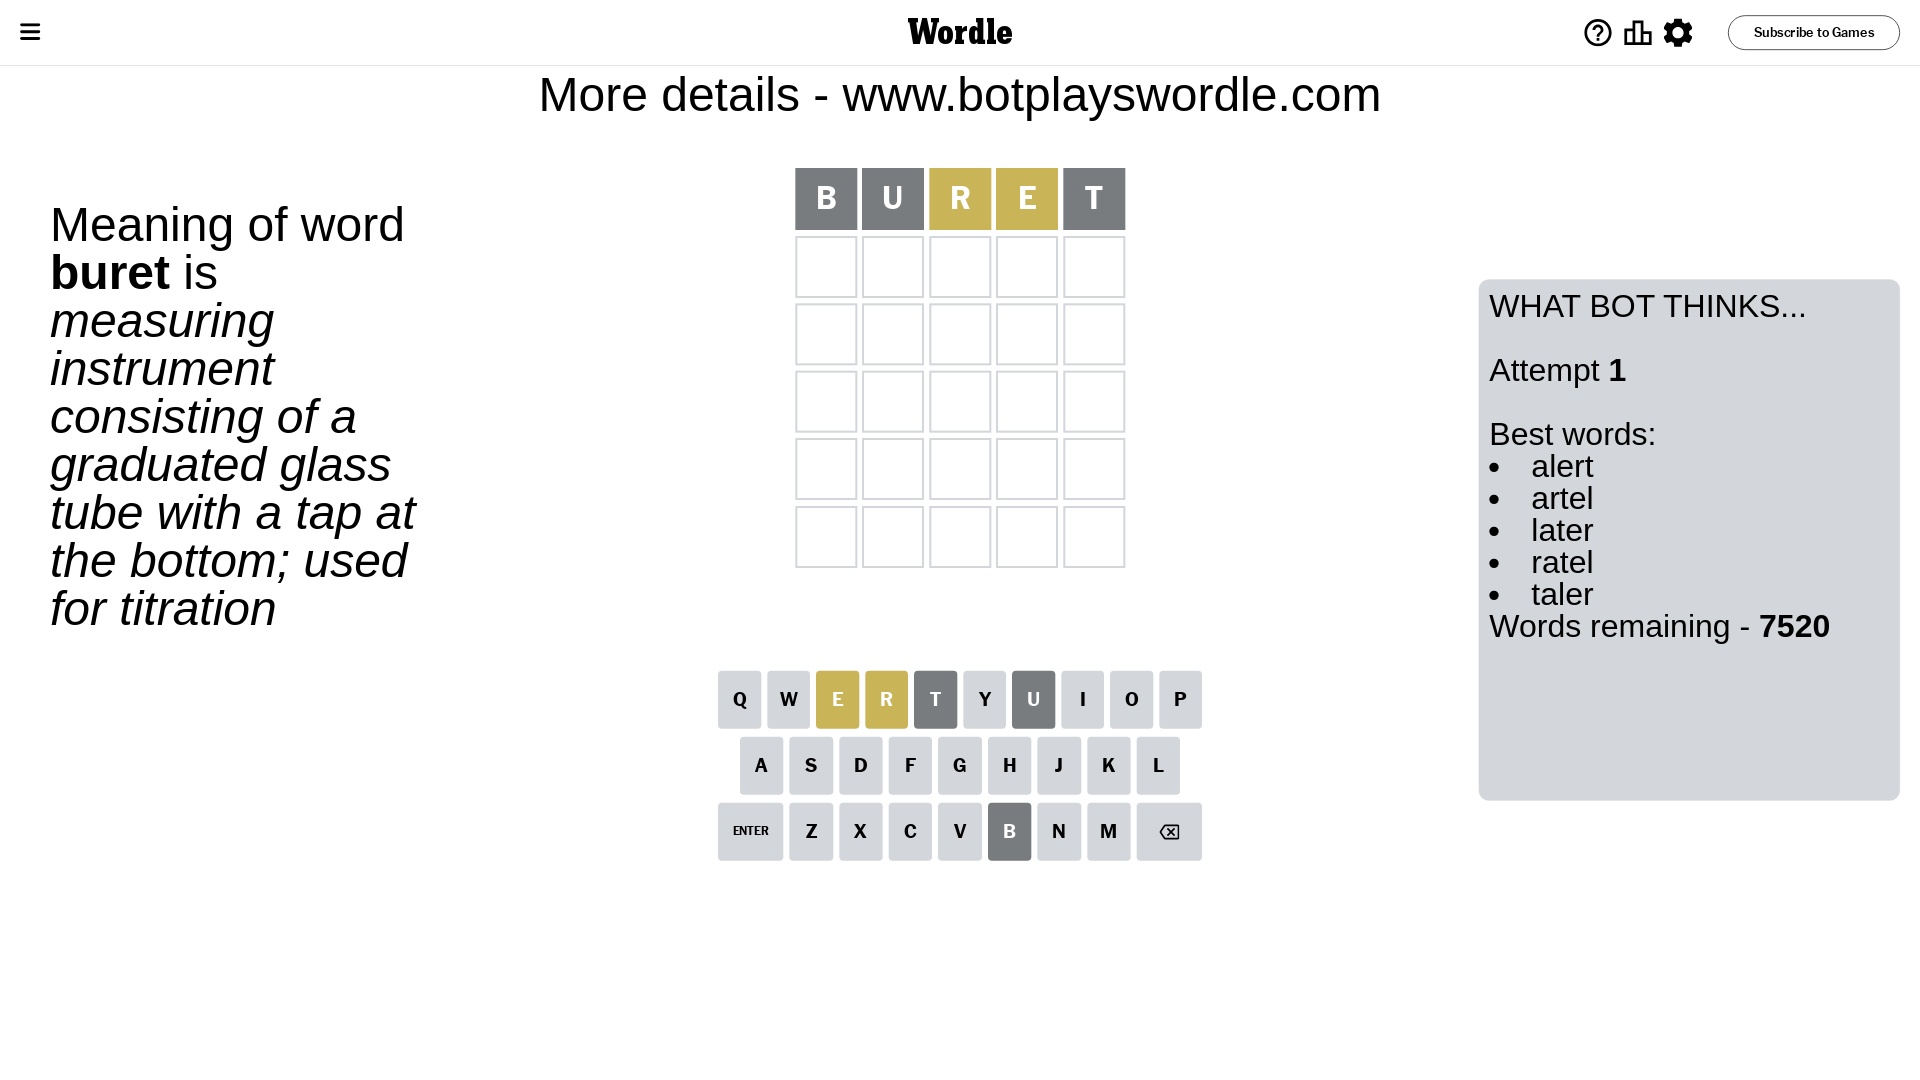 Wordle
Subscribe to Games
More details - www.botplayswordle.com
Meaning of word
buret is
measuring
instrument
consisting of a
graduated glass
tube with a tap at
the bottom; used
for titration
B U R E T
WHAT BOT THINKS...
Attempt 1
Best words:
• alert
• artel
• later
• ratel
• taler
Words remaining - 7520
Q W E R T Y U I O P
A S D F G H J K L
ENTER Z X C V B N M